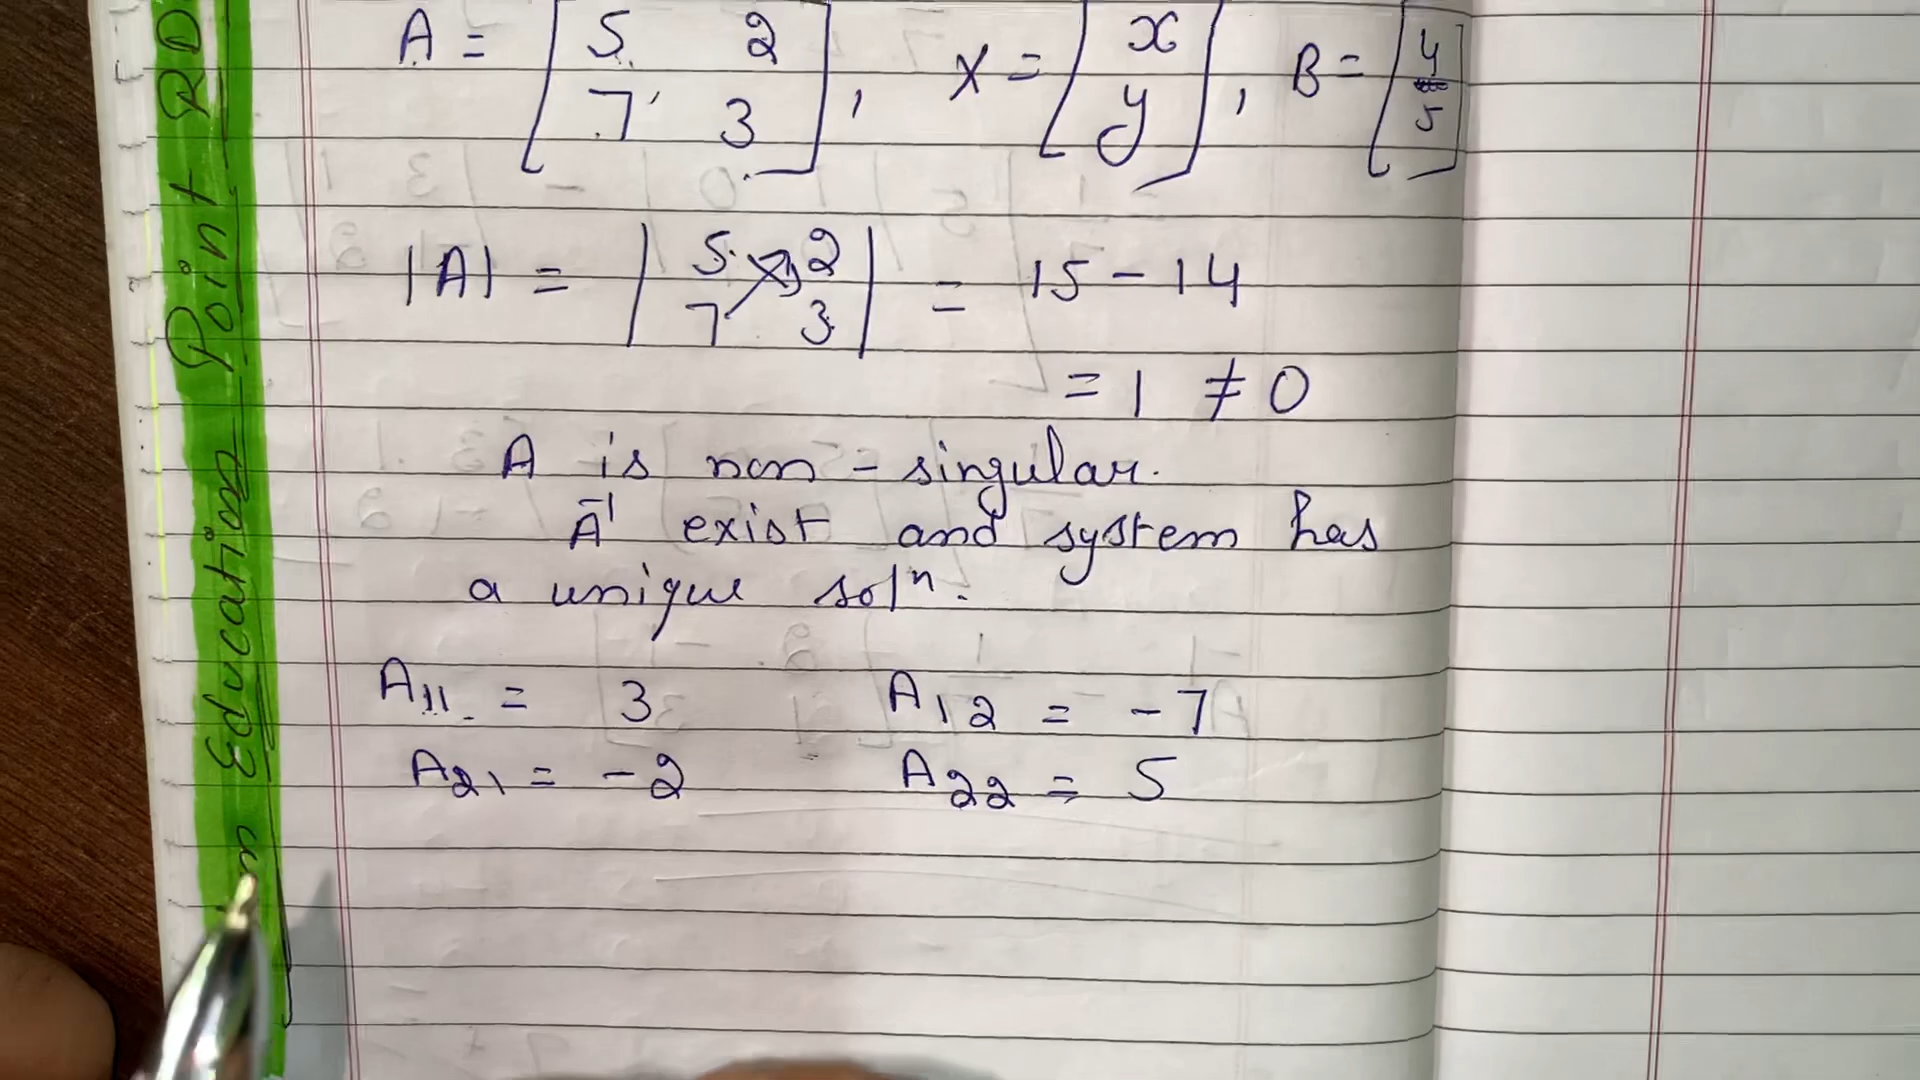 A = [5 2 7 3], X = [x y], B = [4 5]
|A| = |5 2 7 3| = 15 - 14
= 1 ≠ 0
A is non - singular.
A⁻¹ exist and system has
a unique solⁿ.
A₁₁ = 3 A₁₂ = -7
A₂₁ = -2 A₂₂ = 5
Education Point RD